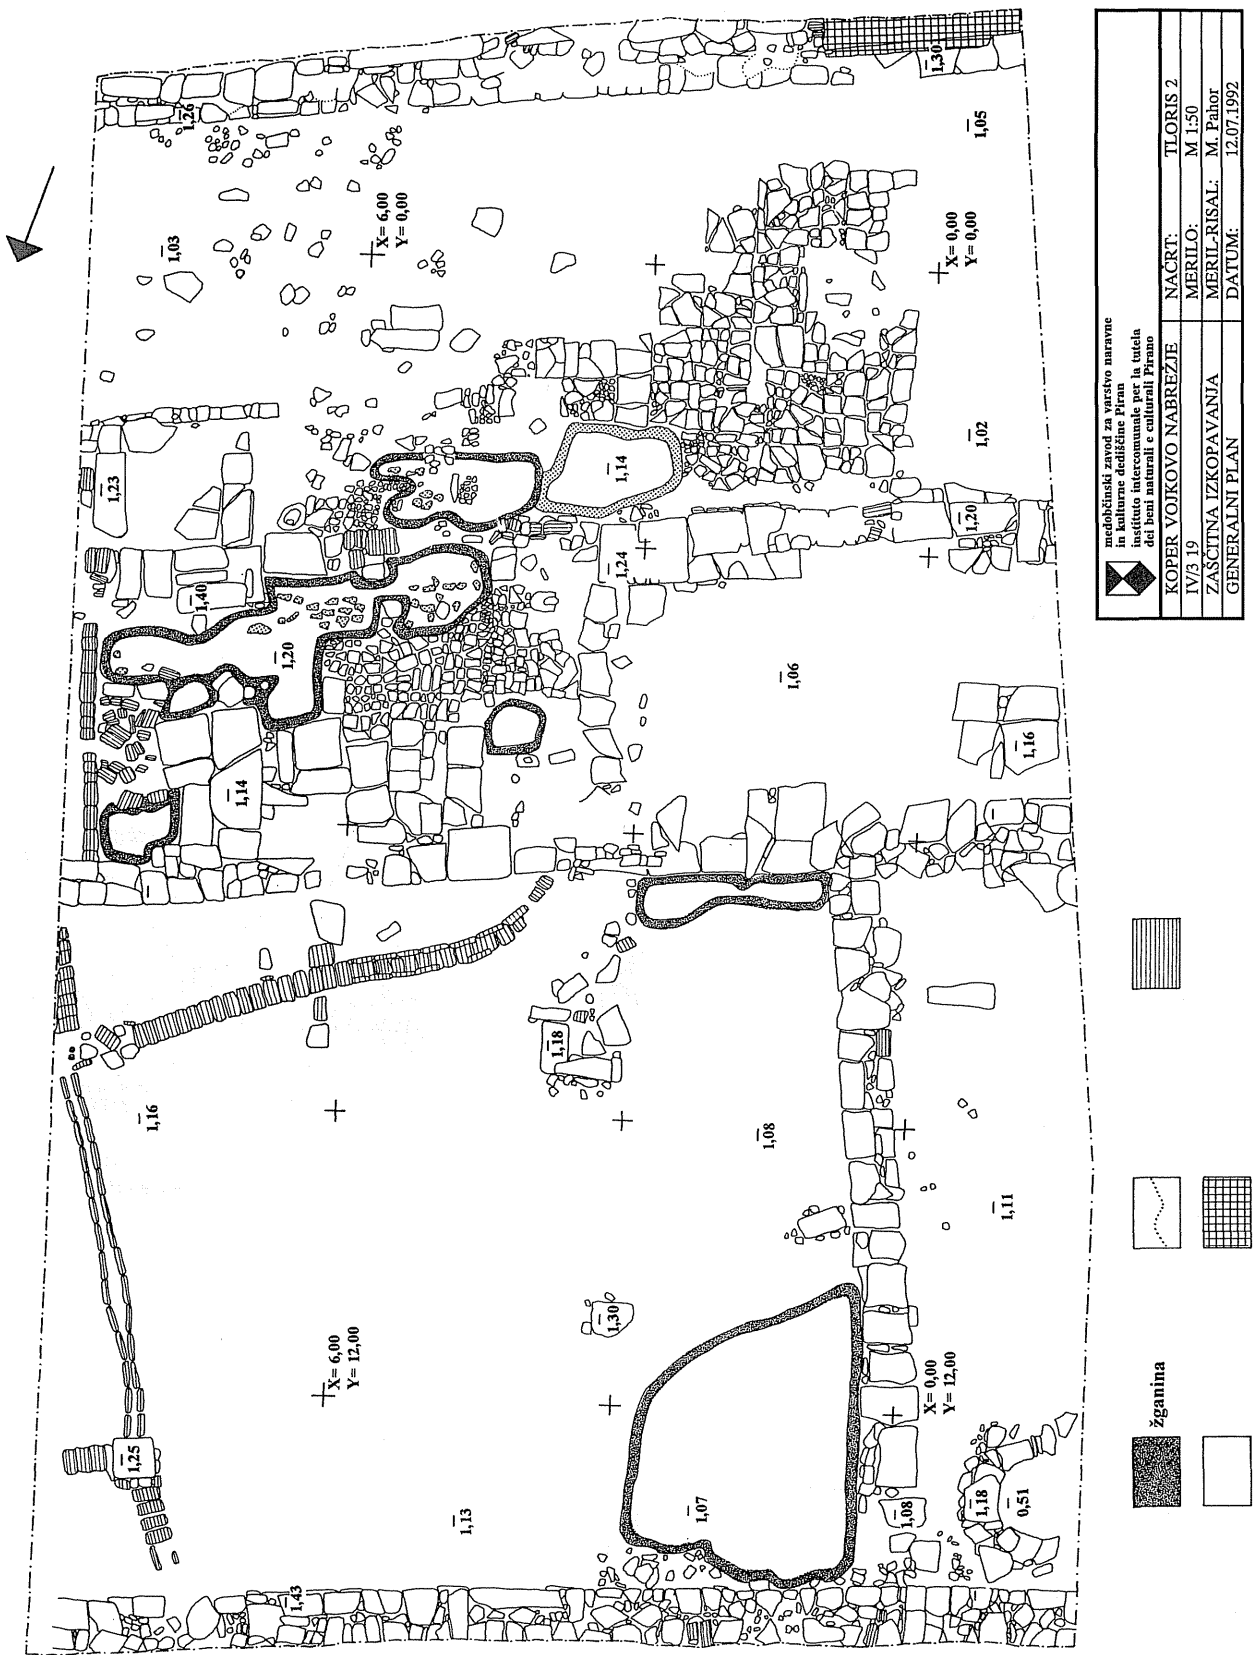 1,26
1,30
1,05
1,03
X= 6,00
Y= 0,00
X= 0,00
Y= 0,00
1,02
1,23
1,14
1,20
1,24
1,40
1,20
1,06
1,16
1,14
1,18
1,16
1,08
1,11
1,30
X= 6,00
Y= 12,00
X= 0,00
Y= 12,00
1,25
1,13
1,07
1,08
1,18
0,51
1,43
medobčinski zavod za varstvo naravne
in kulturne dediščine Piran
instituto intercomunale per la tutela
dei beni naturali e culturali Pirano
KOPER VOJKOVO NABREŽJE NAČRT: TLORIS 2
IV/3 19 MERILO: M 1:50
ZAŠČITNA IZKOPAVANJA MERIL-RISAL: M. Pahor
GENERALNI PLAN DATUM: 12.07.1992
žganina